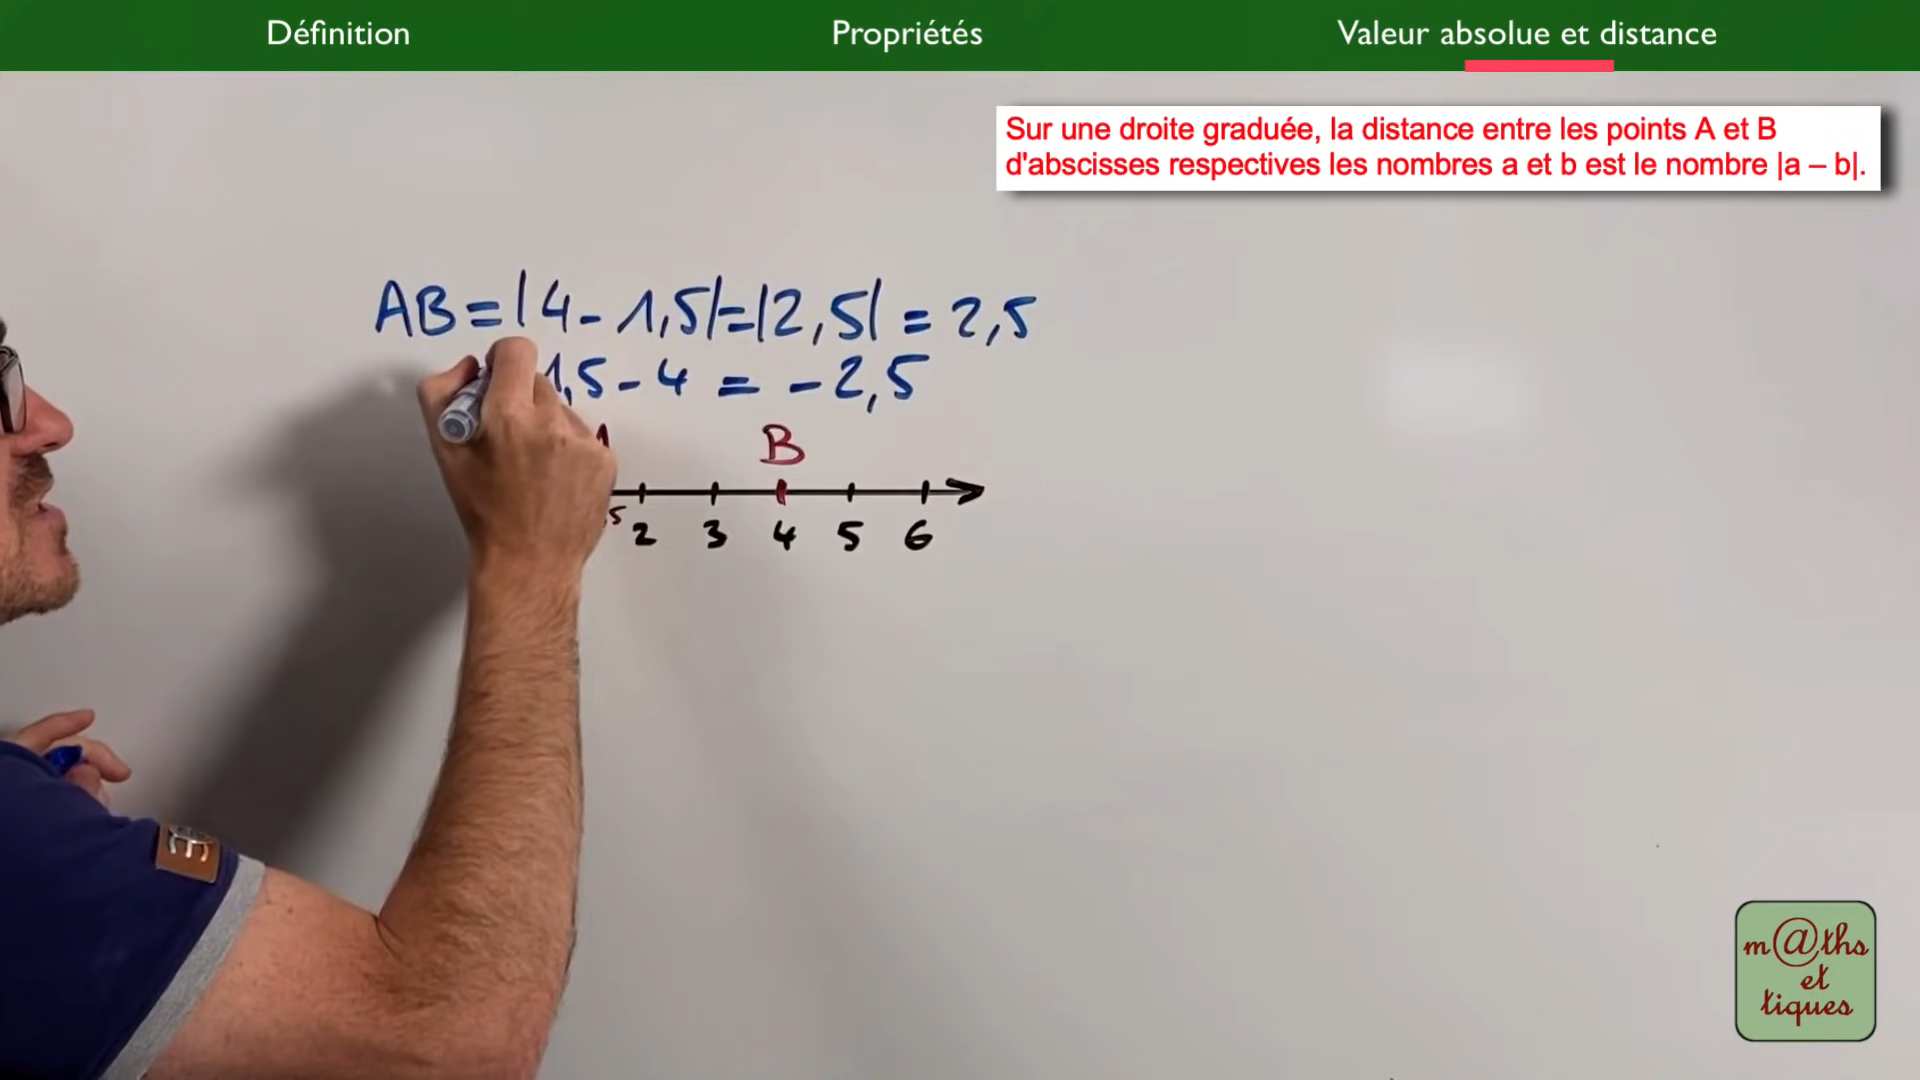 Définition
Propriétés
Valeur absolue et distance
Sur une droite graduée, la distance entre les points A et B
d'abscisses respectives les nombres a et b est le nombre |a – b|.
AB = |4 - 1,5| = |2,5| = 2,5
1,5 - 4 = - 2,5
B
,5 2 3 4 5 6
m@ths
et
tiques